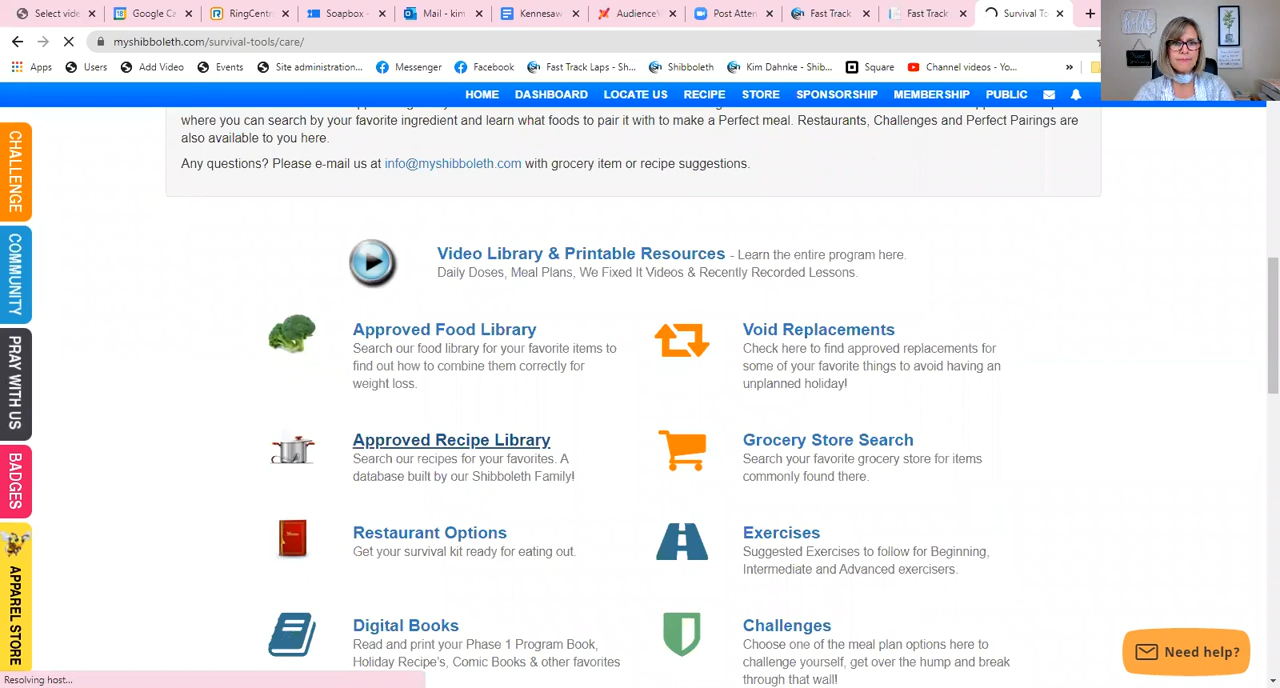 Select vide
Google Ca
RingCentr
Soapbox -
Mail - kim
Kennesaw
AudienceV
Post Atten
Fast Track
Fast Track
Survival To
myshibboleth.com/survival-tools/care/
Apps
Users
Add Video
Events
Site administration...
Messenger
Facebook
Fast Track Laps - Sh...
Shibboleth
Kim Dahnke - Shib...
Square
Channel videos - Yo...
»
HOME
DASHBOARD
LOCATE US
RECIPE
STORE
SPONSORSHIP
MEMBERSHIP
PUBLIC
where you can search by your favorite ingredient and learn what foods to pair it with to make a Perfect meal. Restaurants, Challenges and Perfect Pairings are
also available to you here.
Any questions? Please e-mail us at info@myshibboleth.com with grocery item or recipe suggestions.
CHALLENGE
COMMUNITY
PRAY WITH US
BADGES
APPAREL STORE
Video Library & Printable Resources - Learn the entire program here.
Daily Doses, Meal Plans, We Fixed It Videos & Recently Recorded Lessons.
Approved Food Library
Search our food library for your favorite items to
find out how to combine them correctly for
weight loss.
Void Replacements
Check here to find approved replacements for
some of your favorite things to avoid having an
unplanned holiday!
Approved Recipe Library
Search our recipes for your favorites. A
database built by our Shibboleth Family!
Grocery Store Search
Search your favorite grocery store for items
commonly found there.
Restaurant Options
Get your survival kit ready for eating out.
Exercises
Suggested Exercises to follow for Beginning,
Intermediate and Advanced exercisers.
Digital Books
Read and print your Phase 1 Program Book,
Holiday Recipe's, Comic Books & other favorites
Challenges
Choose one of the meal plan options here to
challenge yourself, get over the hump and break
through that wall!
Need help?
Resolving host...